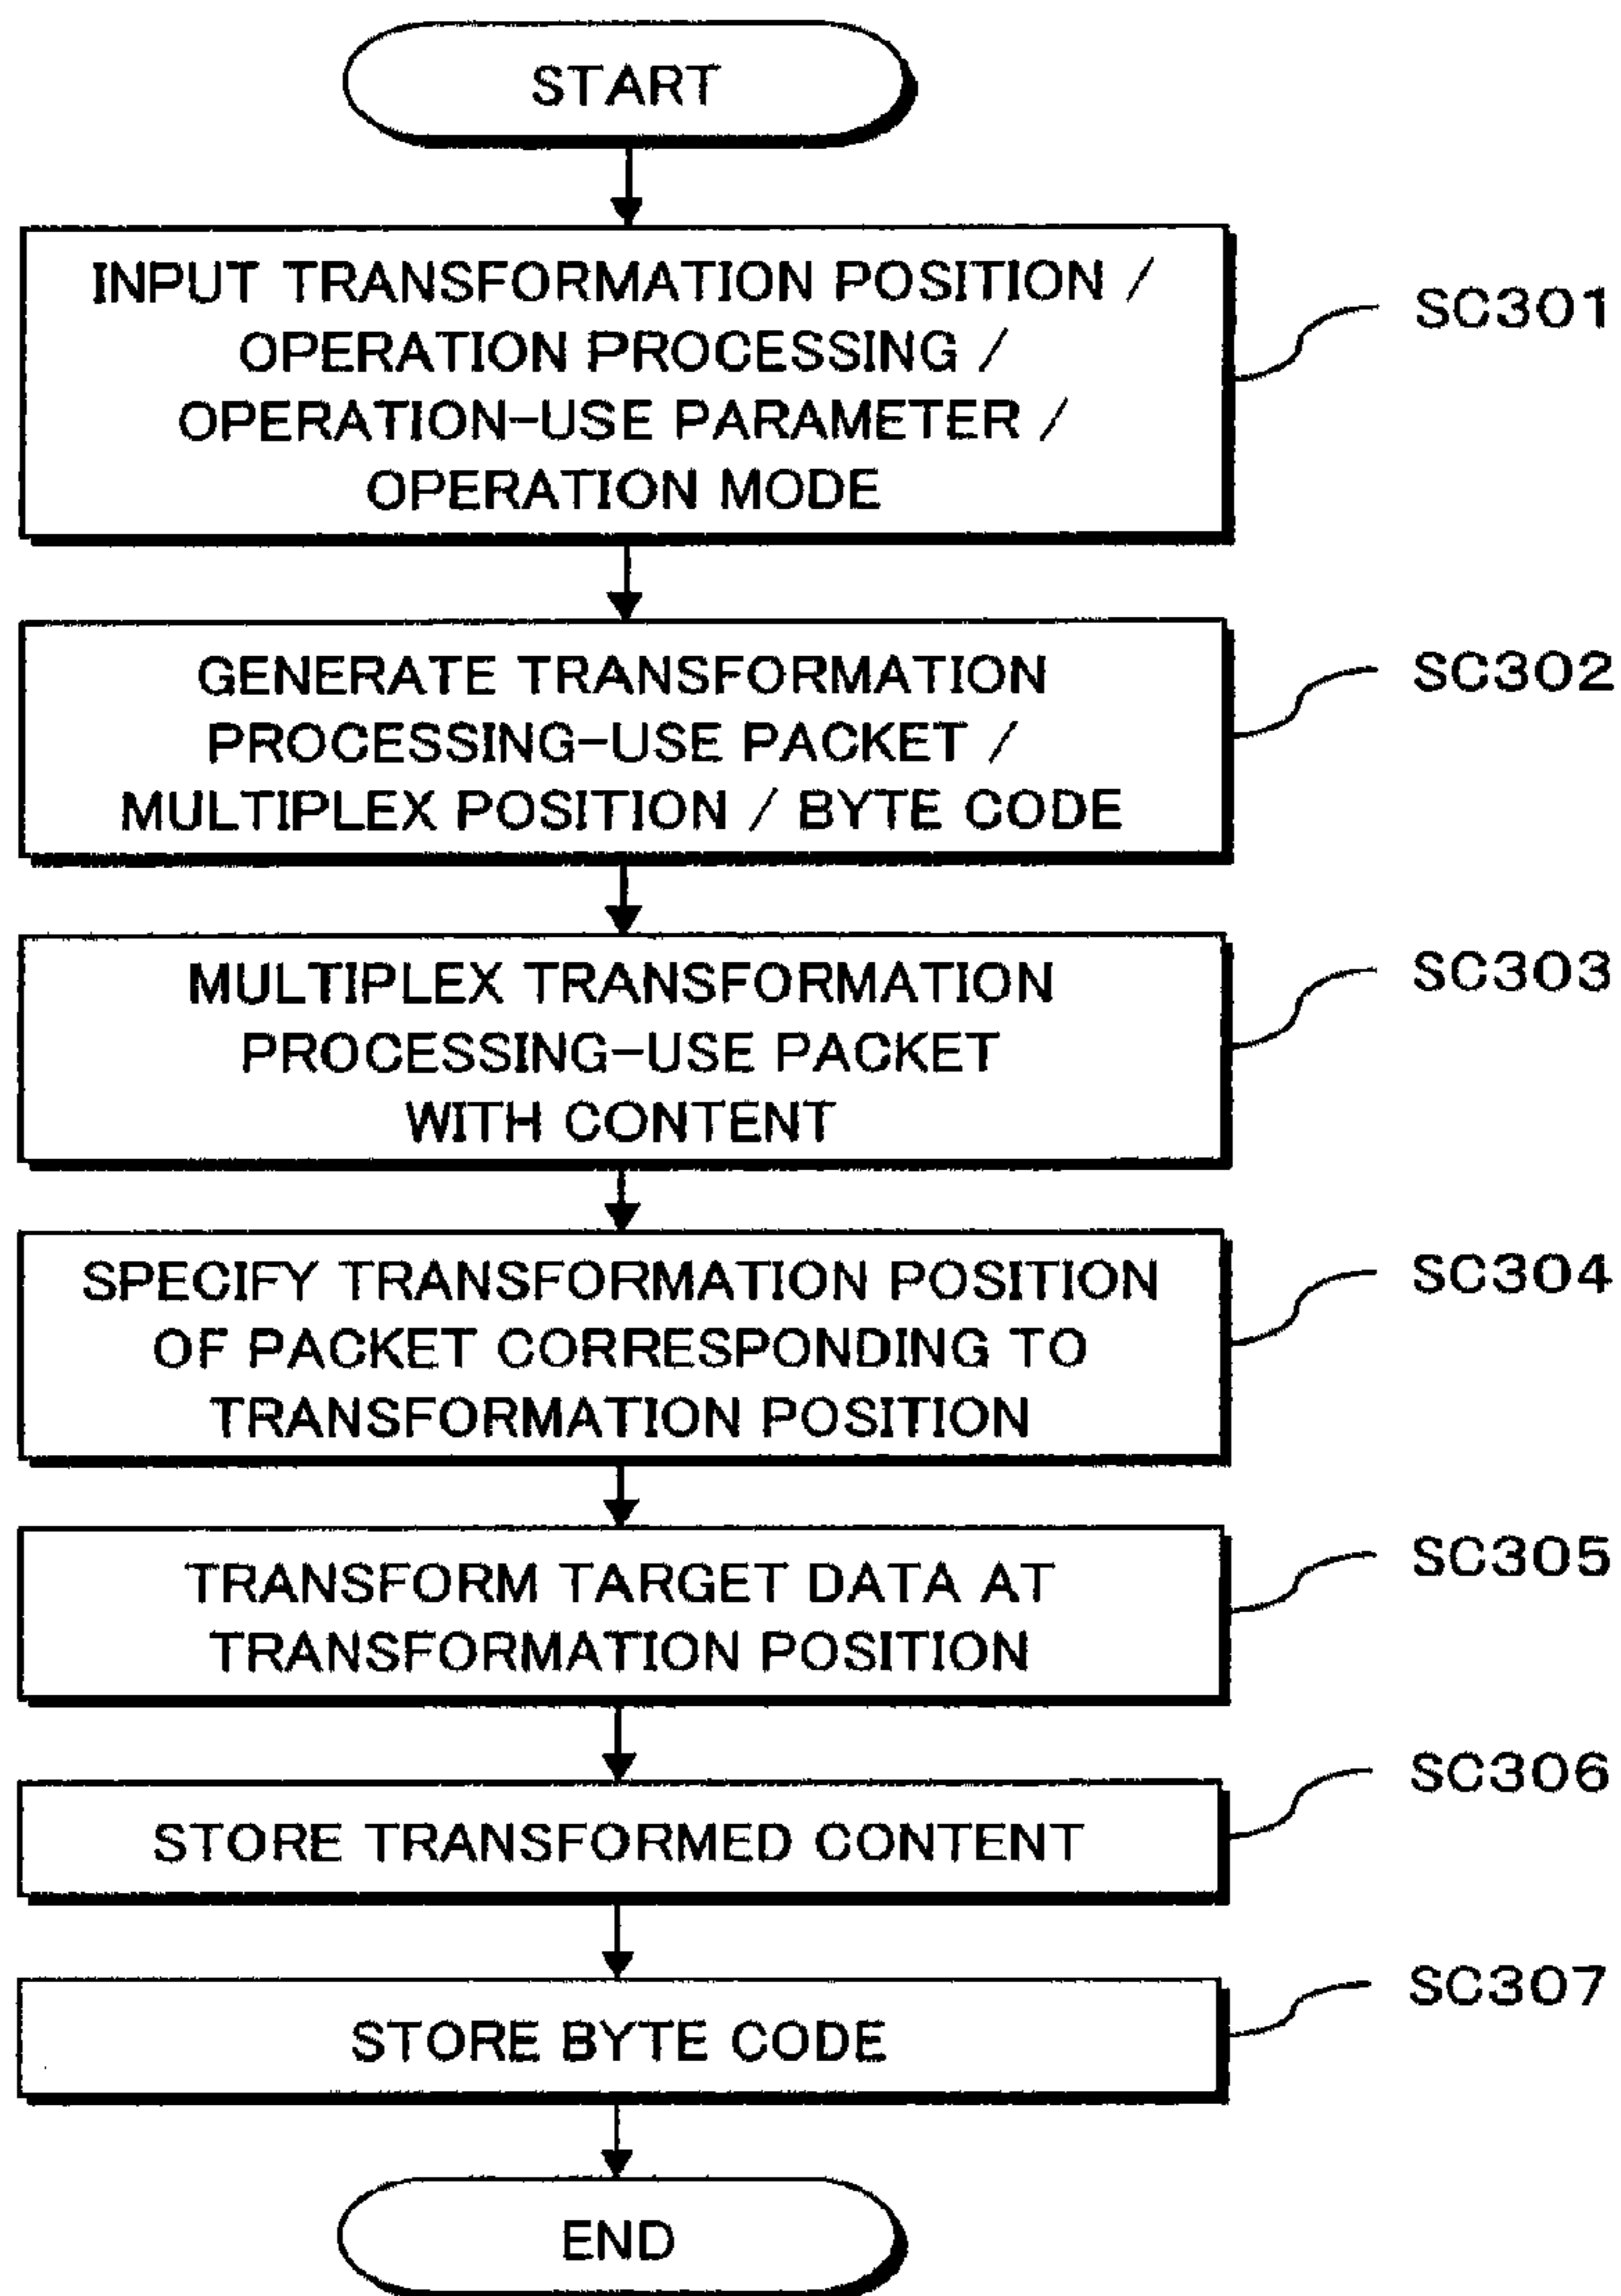 START
INPUT TRANSFORMATION POSITION /
OPERATION PROCESSING /
OPERATION-USE PARAMETER /
OPERATION MODE
SC301
GENERATE TRANSFORMATION
PROCESSING-USE PACKET /
MULTIPLEX POSITION / BYTE CODE
SC302
MULTIPLEX TRANSFORMATION
PROCESSING-USE PACKET
WITH CONTENT
SC303
SPECIFY TRANSFORMATION POSITION
OF PACKET CORRESPONDING TO
TRANSFORMATION POSITION
SC304
TRANSFORM TARGET DATA AT
TRANSFORMATION POSITION
SC305
STORE TRANSFORMED CONTENT
SC306
STORE BYTE CODE
SC307
END